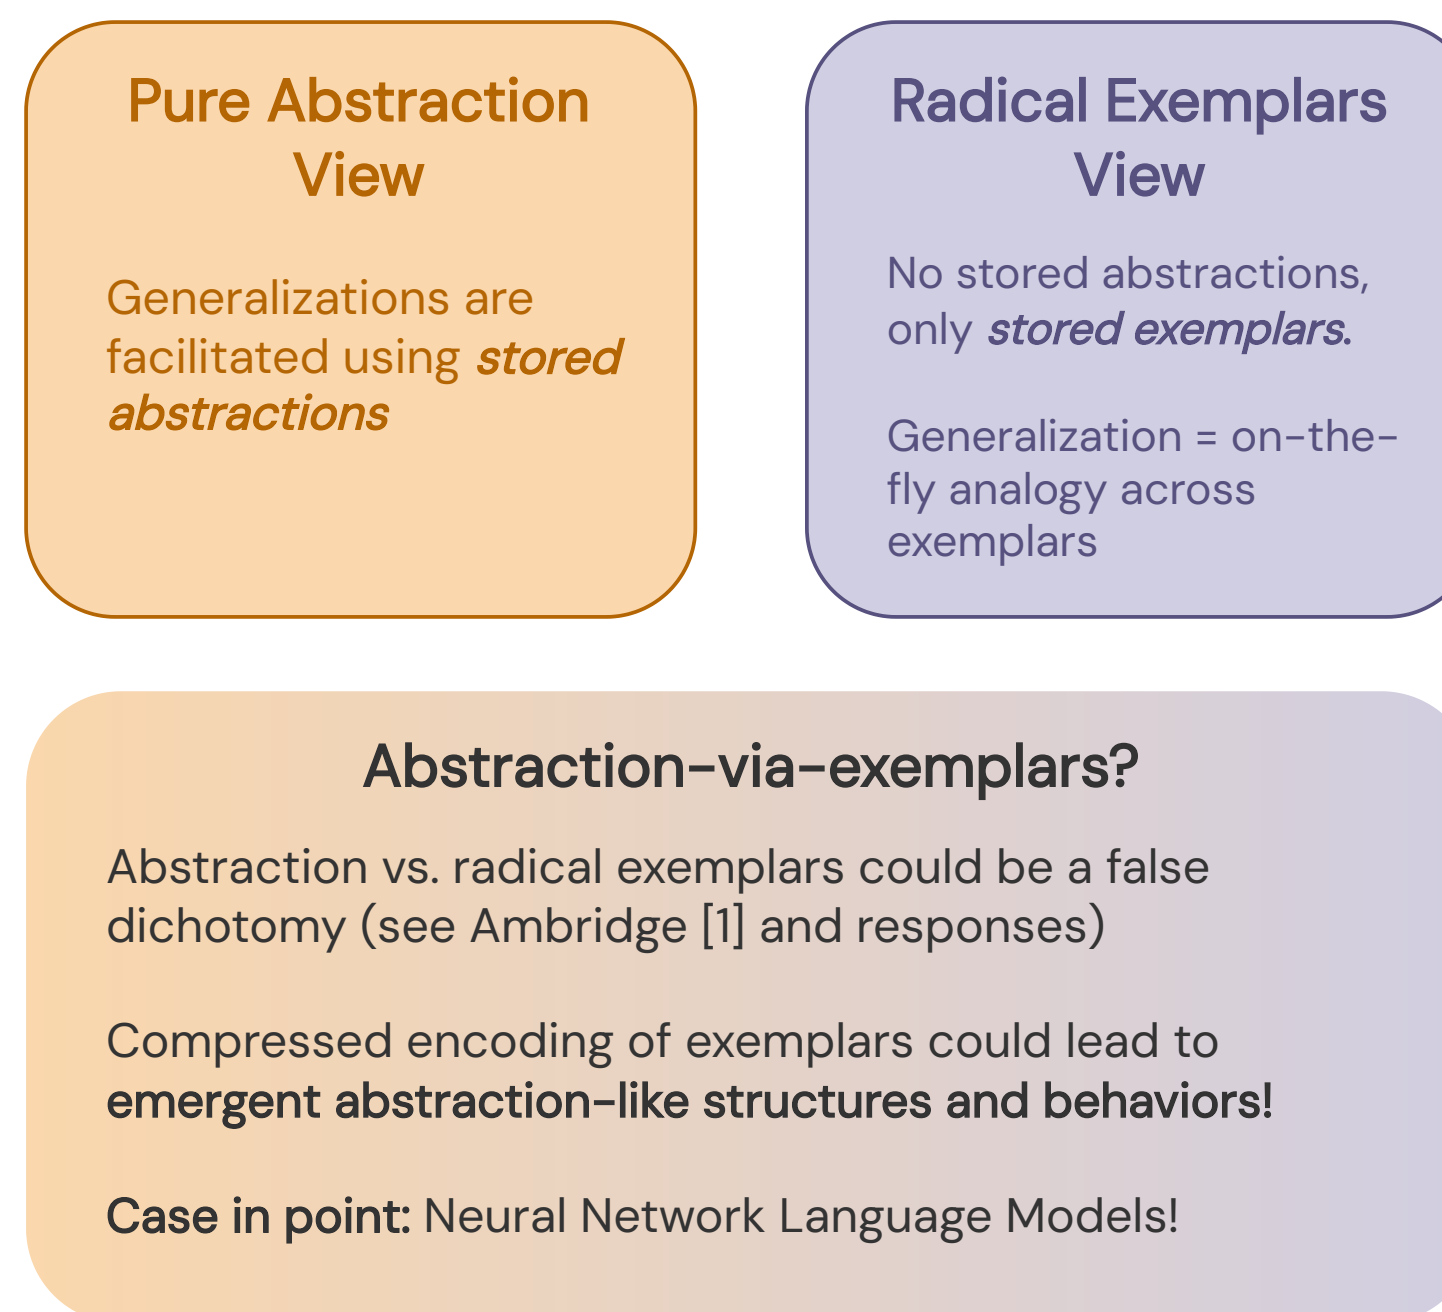 Pure Abstraction
View
Generalizations are
facilitated using stored
abstractions
Radical Exemplars
View
No stored abstractions,
only stored exemplars.
Generalization = on-the-
fly analogy across
exemplars
Abstraction-via-exemplars?
Abstraction vs. radical exemplars could be a false
dichotomy (see Ambridge [1] and responses)
Compressed encoding of exemplars could lead to
emergent abstraction-like structures and behaviors!
Case in point: Neural Network Language Models!